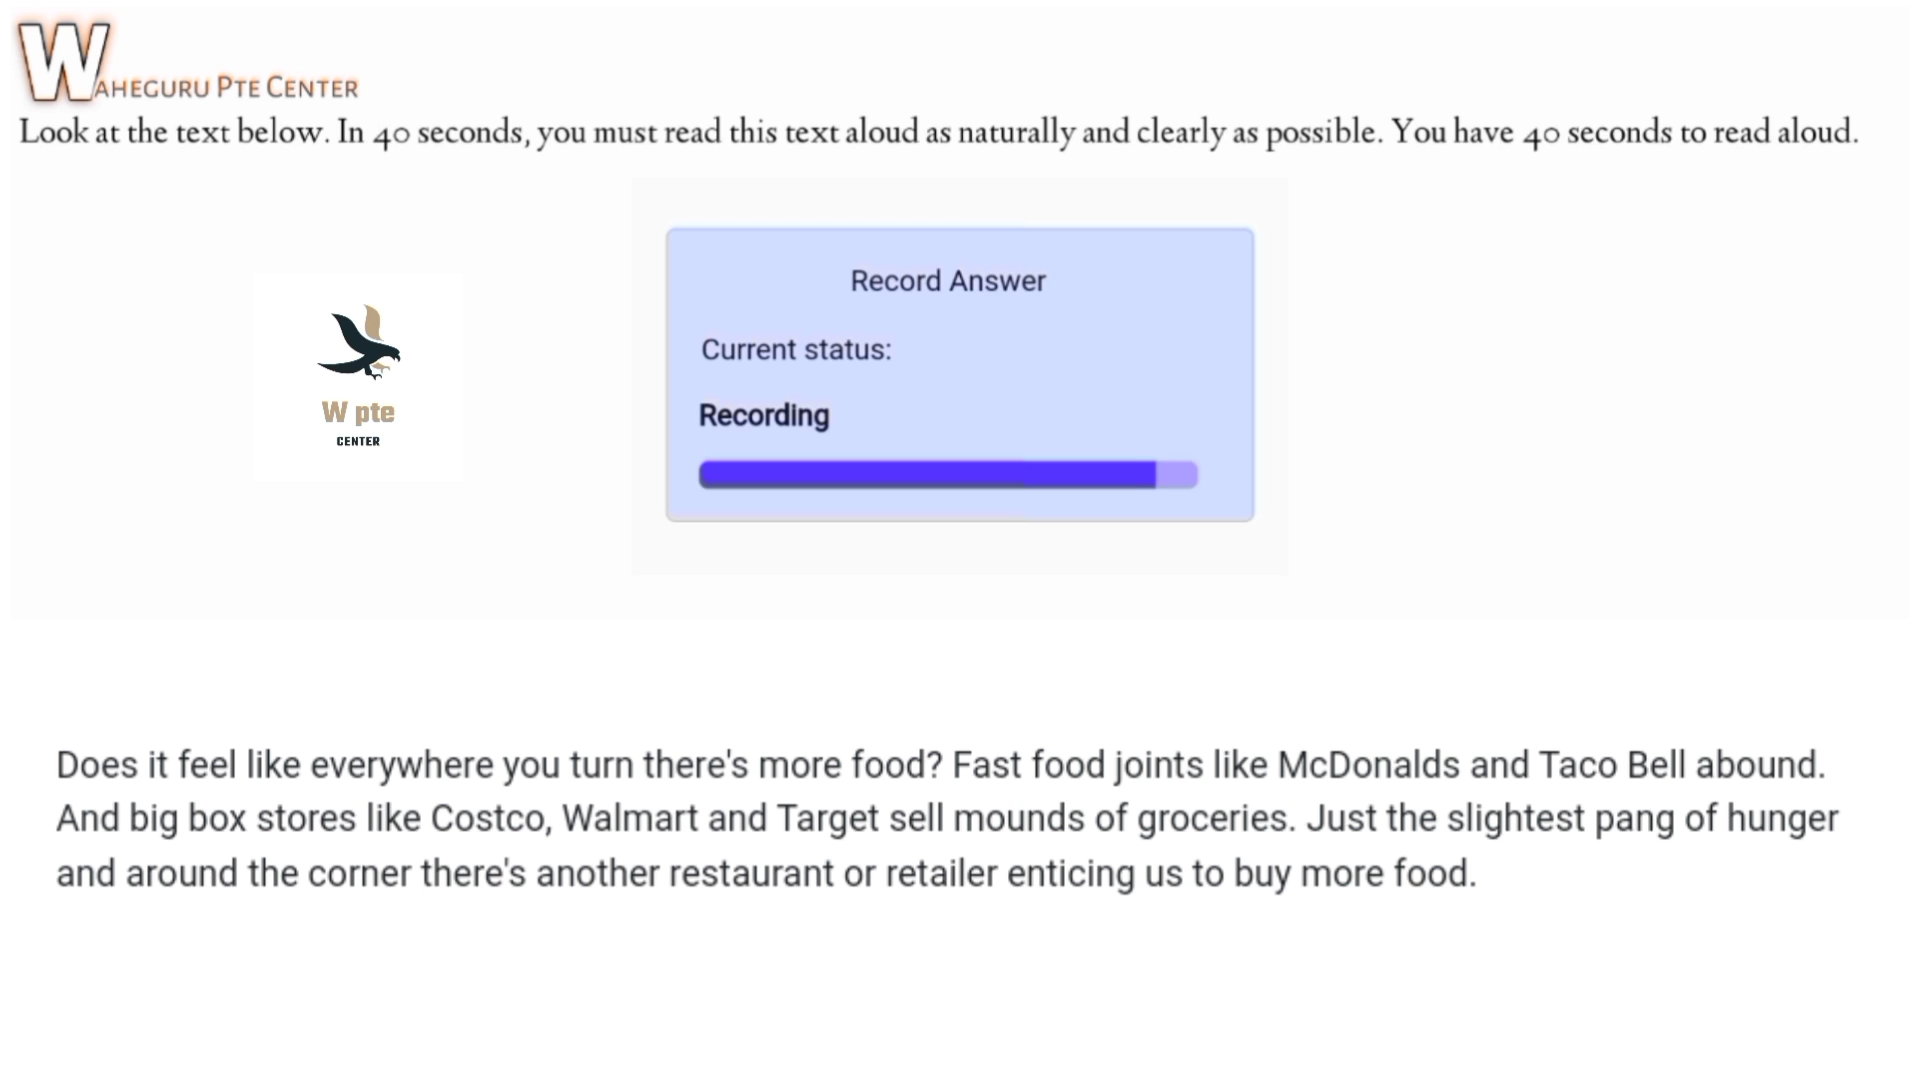 WAHEGURU PTE CENTER
Look at the text below. In 40 seconds, you must read this text aloud as naturally and clearly as possible. You have 40 seconds to read aloud.
Record Answer
Current status:
Recording
W pte
CENTER
Does it feel like everywhere you turn there's more food? Fast food joints like McDonalds and Taco Bell abound.
And big box stores like Costco, Walmart and Target sell mounds of groceries. Just the slightest pang of hunger
and around the corner there's another restaurant or retailer enticing us to buy more food.